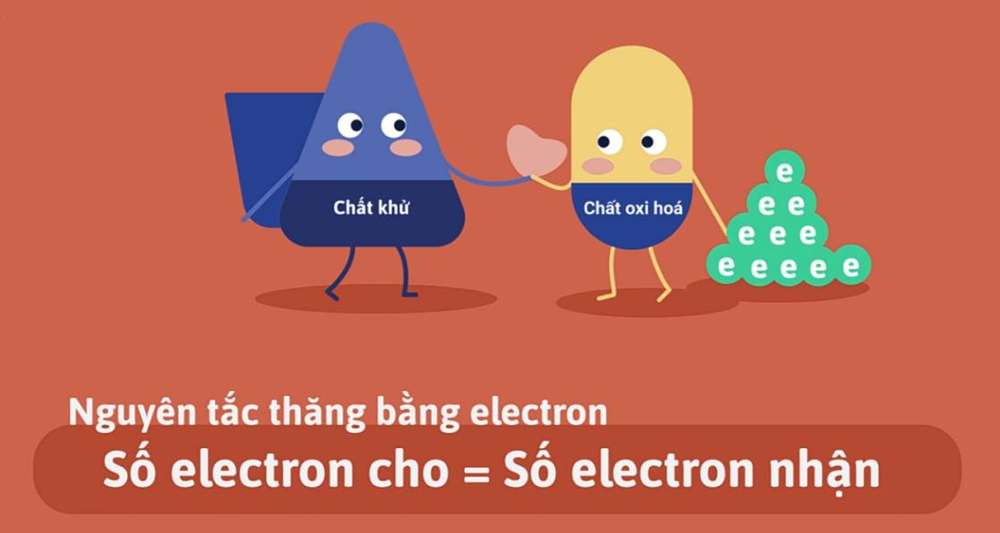 Chất khử
Chất oxi hoá
e
e e
e e e
e e e e e
Nguyên tắc thăng bằng electron
Số electron cho = Số electron nhận